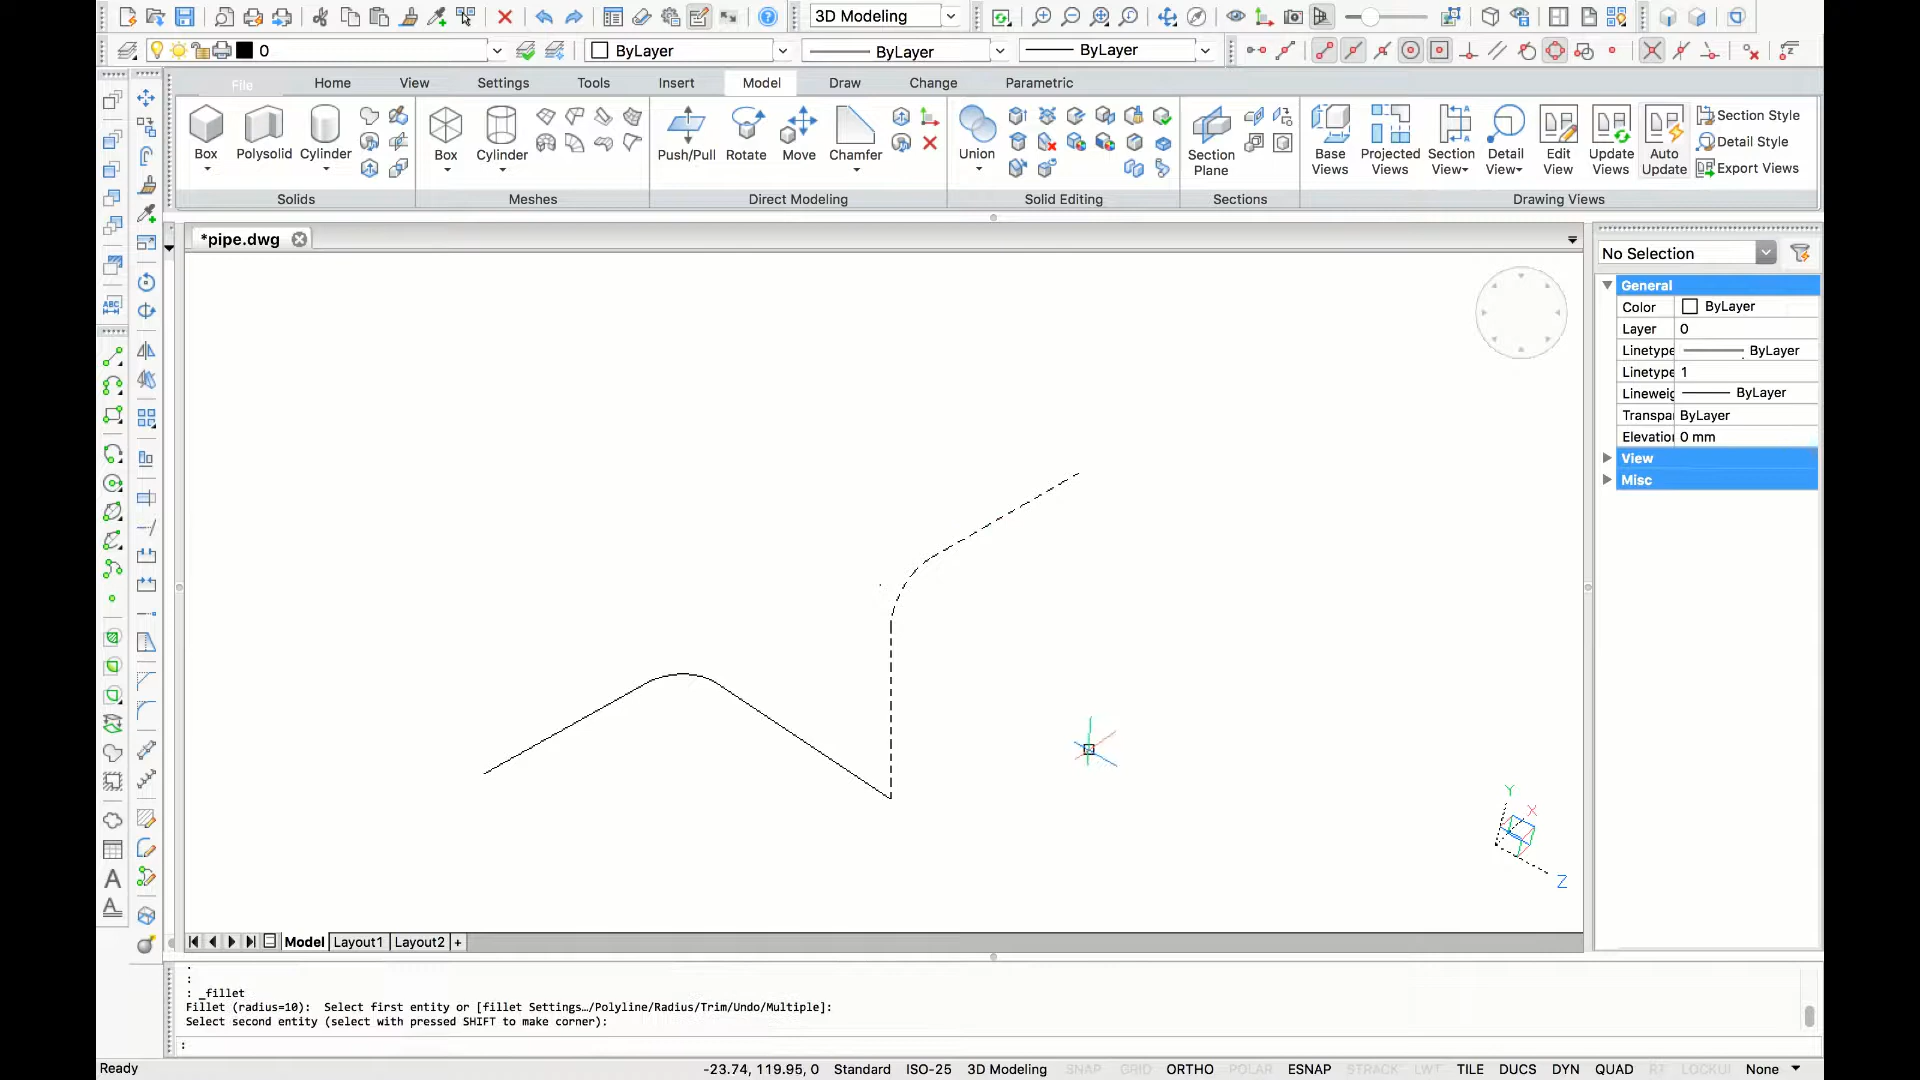 0
ByLayer
ByLayer
ByLayer
3D Modeling
File
Home
View
Settings
Tools
Insert
Model
Draw
Change
Parametric
Box
Polysolid
Cylinder
Solids
Box
Cylinder
Meshes
Push/Pull
Rotate
Move
Chamfer
Direct Modeling
Union
Solid Editing
Section
Plane
Sections
Base
Views
Projected
Views
Section
View
Detail
View
Edit
View
Update
Views
Auto
Update
Section Style
Detail Style
Export Views
Drawing Views
*pipe.dwg
No Selection
General
Color ByLayer
Layer 0
Linetype ByLayer
Linetype 1
Lineweig ByLayer
Transpa ByLayer
Elevation 0 mm
View
Misc
ABC
A
A
Y
X
Z
Model
Layout1
Layout2
+
:
:
: _fillet
Fillet (radius=10):  Select first entity or [fillet Settings…/Polyline/Radius/Trim/Undo/Multiple]:
Select second entity (select with pressed SHIFT to make corner):
:
Ready
-23.74, 119.95, 0
Standard
ISO-25
3D Modeling
SNAP
GRID
ORTHO
POLAR
ESNAP
STRACK
LWT
TILE
DUCS
DYN
QUAD
RT
LOCKUI
None